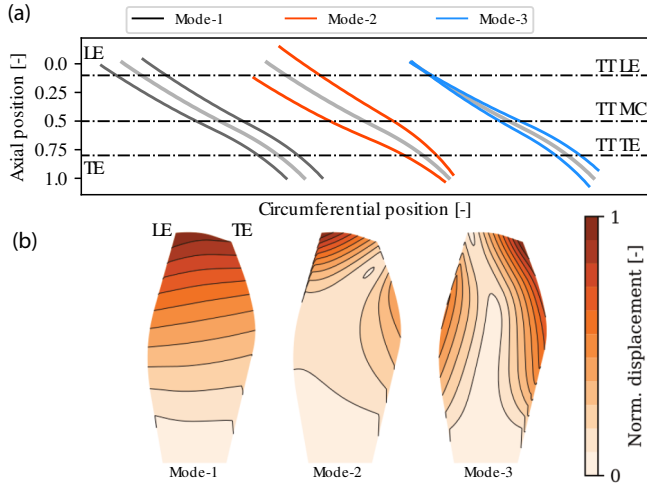 (a)
Mode-1 Mode-2 Mode-3
Axial position [-]
0.0
0.25
0.5
0.75
1.0
LE
TE
TT LE
TT MC
TT TE
Circumferential position [-]
(b)
LE TE
Mode-1 Mode-2 Mode-3
1
0
Norm. displacement [-]